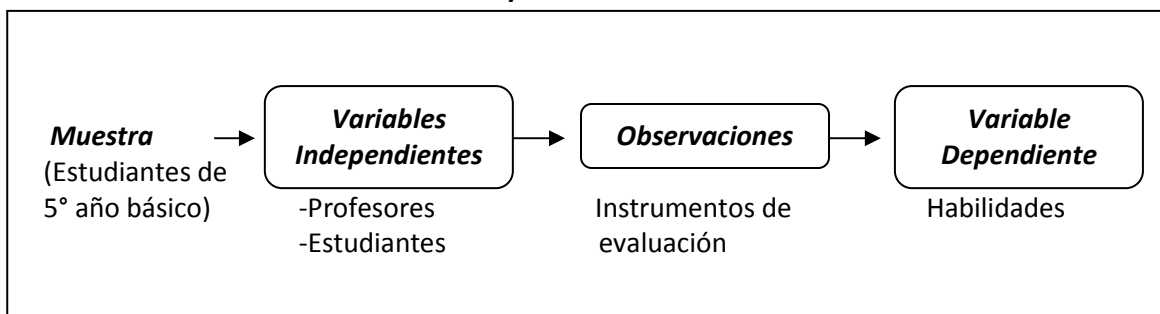 Muestra
(Estudiantes de
5° año básico)
Variables
Independientes
-Profesores
-Estudiantes
Observaciones
Instrumentos de
evaluación
Variable
Dependiente
Habilidades